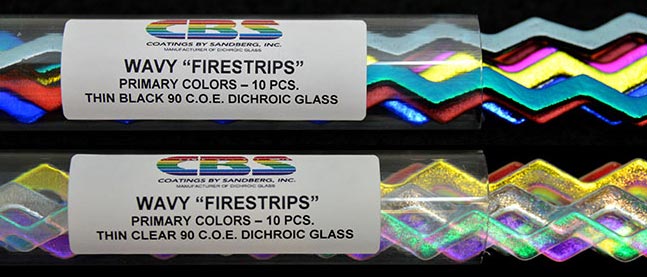 CBS
COATINGS BY SANDBERG, INC.
MANUFACTURER OF DICHROIC GLASS
WAVY “FIRESTRIPS”
PRIMARY COLORS – 10 PCS.
THIN BLACK 90 C.O.E. DICHROIC GLASS
CBS
COATINGS BY SANDBERG, INC.
MANUFACTURER OF DICHROIC GLASS
WAVY “FIRESTRIPS”
PRIMARY COLORS – 10 PCS.
THIN CLEAR 90 C.O.E. DICHROIC GLASS